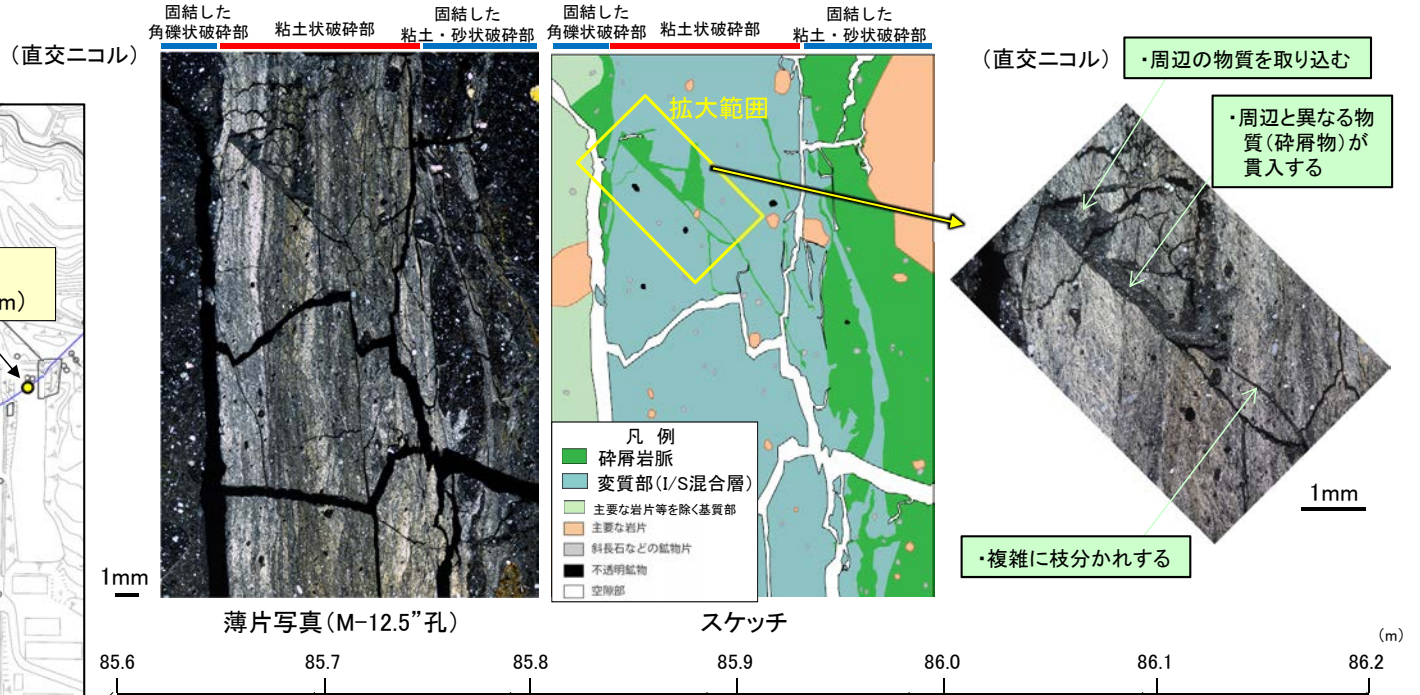 固結した
角礫状破砕部
粘土状破砕部
固結した
粘土・砂状破砕部
固結した
角礫状破砕部
粘土状破砕部
固結した
粘土・砂状破砕部
(直交ニコル)
(直交ニコル)
・周辺の物質を取り込む
・周辺と異なる物
質(砕屑物)が
貫入する
拡大範囲
m)
凡 例
砕屑岩脈
変質部(I/S混合層)
主要な岩片等を除く基質部
主要な岩片
斜長石などの鉱物片
不透明鉱物
空隙部
1mm
・複雑に枝分かれする
1mm
薄片写真(M-12.5”孔)
スケッチ
(m)
85.6 85.7 85.8 85.9 86.0 86.1 86.2